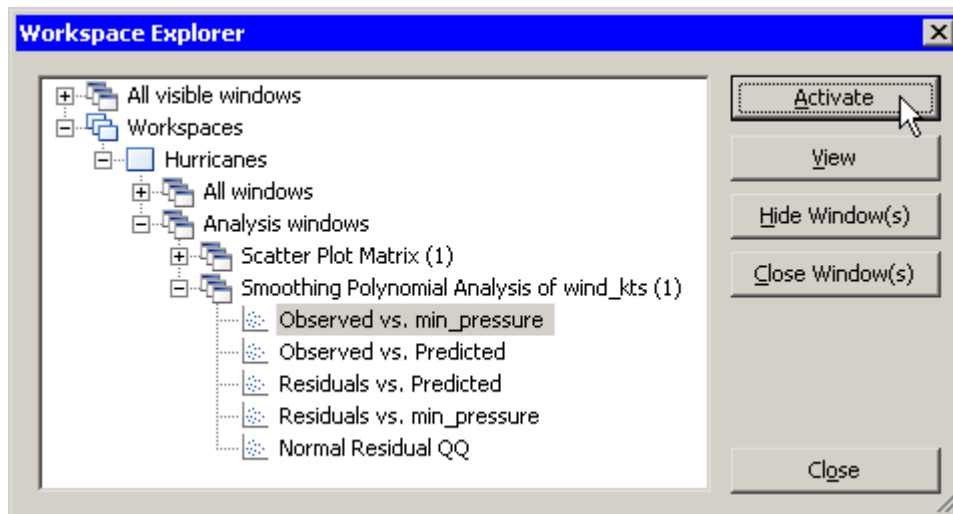 Workspace Explorer
All visible windows
Workspaces
Hurricanes
All windows
Analysis windows
Scatter Plot Matrix (1)
Smoothing Polynomial Analysis of wind_kts (1)
Observed vs. min_pressure
Observed vs. Predicted
Residuals vs. Predicted
Residuals vs. min_pressure
Normal Residual QQ
Activate
View
Hide Window(s)
Close Window(s)
Close